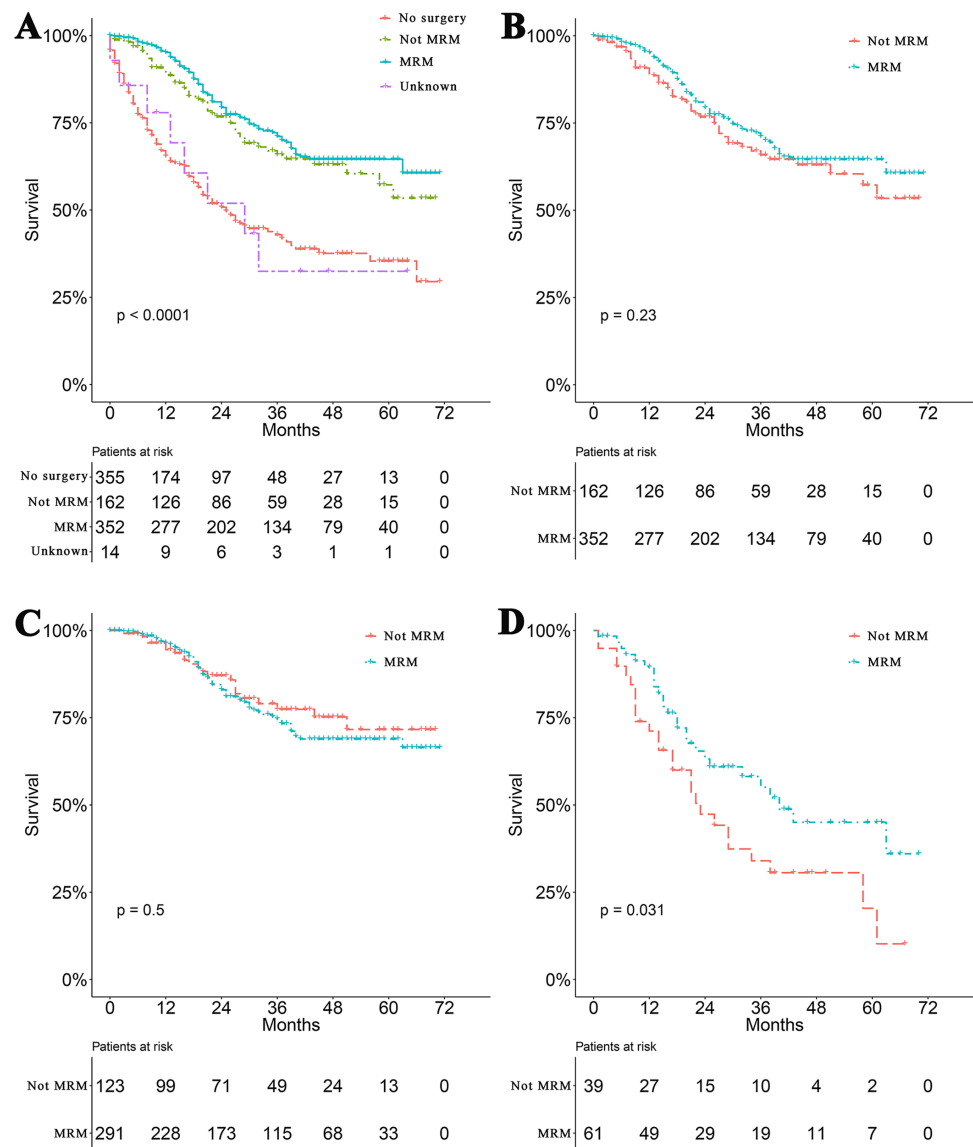 A
100%
75%
50%
25%
0%
Survival
No surgery
Not MRM
MRM
Unknown
p < 0.0001
0 12 24 36 48 60 72
Months
Patients at risk
No surgery 355 174 97 48 27 13 0
Not MRM 162 126 86 59 28 15 0
MRM 352 277 202 134 79 40 0
Unknown 14 9 6 3 1 1 0
B
100%
75%
50%
25%
0%
Survival
Not MRM
MRM
p = 0.23
0 12 24 36 48 60 72
Months
Patients at risk
Not MRM 162 126 86 59 28 15 0
MRM 352 277 202 134 79 40 0
C
100%
75%
50%
25%
0%
Survival
Not MRM
MRM
p = 0.5
0 12 24 36 48 60 72
Months
Patients at risk
Not MRM 123 99 71 49 24 13 0
MRM 291 228 173 115 68 33 0
D
100%
75%
50%
25%
0%
Survival
Not MRM
MRM
p = 0.031
0 12 24 36 48 60 72
Months
Patients at risk
Not MRM 39 27 15 10 4 2 0
MRM 61 49 29 19 11 7 0